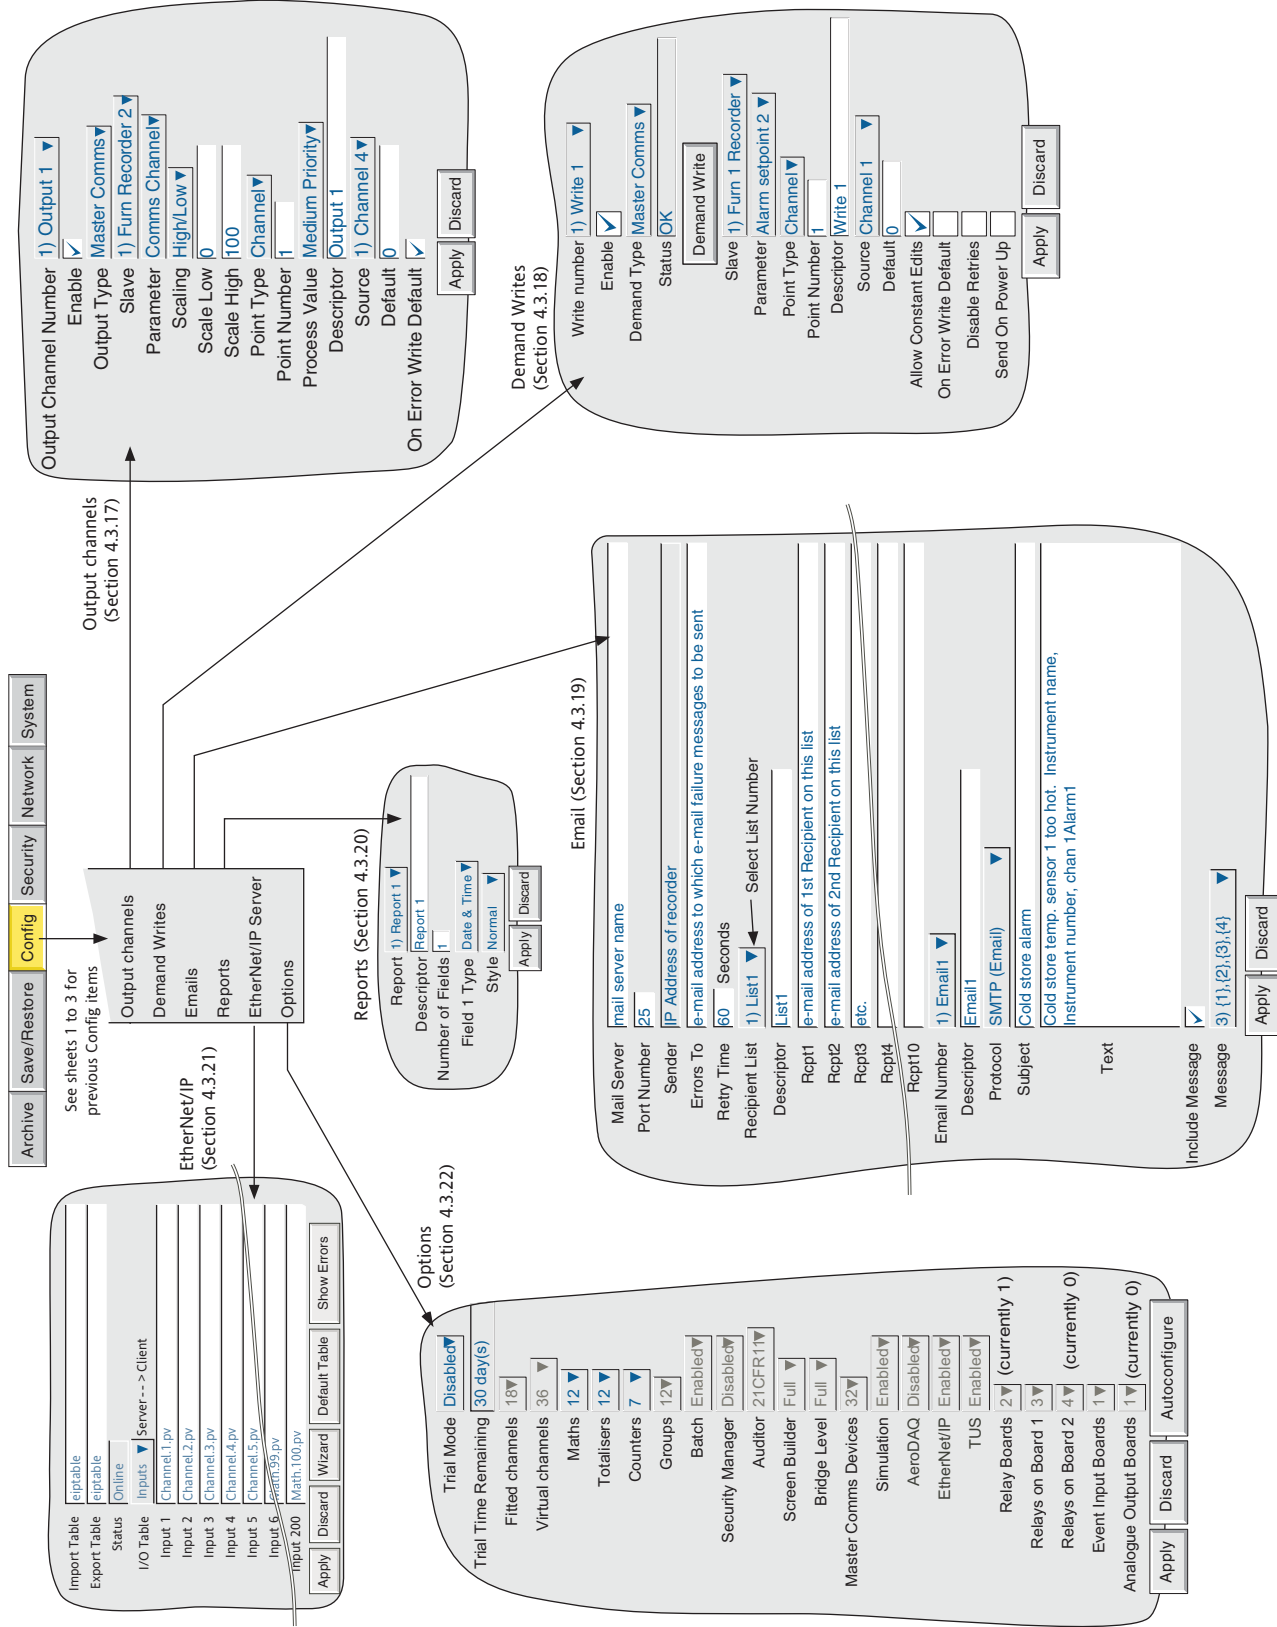 Archive Save/Restore Config Security Network System
See sheets 1 to 3 for
previous Config items
Output channels
Demand Writes
Emails
Reports
EtherNet/IP Server
Options
EtherNet/IP
(Section 4.3.21)
Import Table eiptable
Export Table eiptable
Status Online
I/O Table Inputs ▼ Server - - > Client
Input 1 Channel.1.pv
Input 2 Channel.2.pv
Input 3 Channel.3.pv
Input 4 Channel.4.pv
Input 5 Channel.5.pv
Input 6 Math.99.pv
Input 200 Math.100.pv
Apply Discard Wizard Default Table Show Errors
Output channels
(Section 4.3.17)
Output Channel Number 1) Output 1 ▼
Enable ✓
Output Type Master Comms▼
Slave 1) Furn Recorder 2▼
Parameter Comms Channel▼
Scaling High/Low▼
Scale Low 0
Scale High 100
Point Type Channel▼
Point Number 1
Process Value Medium Priority▼
Descriptor Output 1
Source 1) Channel 4▼
Default 0
On Error Write Default ✓
Apply Discard
Reports (Section 4.3.20)
Report 1) Report 1▼
Descriptor Report 1
Number of Fields 1
Field 1 Type Date & Time▼
Style Normal ▼
Apply Discard
Options
(Section 4.3.22)
Trial Mode Disabled▼
Trial Time Remaining 30 day(s)
Fitted channels 18▼
Virtual channels 36 ▼
Maths 12 ▼
Totalisers 12 ▼
Counters 7 ▼
Groups 12▼
Batch Enabled▼
Security Manager Disabled▼
Auditor 21CFR11▼
Screen Builder Full ▼
Bridge Level Full ▼
Master Comms Devices 32▼
Simulation Enabled▼
AeroDAQ Disabled▼
EtherNet/IP Enabled▼
TUS Enabled▼
Relay Boards 2▼ (currently 1)
Relays on Board 1 3▼
Relays on Board 2 4▼ (currently 0)
Event Input Boards 1▼
Analogue Output Boards 1▼ (currently 0)
Apply Discard Autoconfigure
Demand Writes
(Section 4.3.18)
Write number 1) Write 1 ▼
Enable ✓
Demand Type Master Comms ▼
Status OK
Demand Write
Slave 1) Furn 1 Recorder ▼
Parameter Alarm setpoint 2 ▼
Point Type Channel▼
Point Number 1
Descriptor Write 1
Source Channel 1 ▼
Default 0
Allow Constant Edits ✓
On Error Write Default
Disable Retries
Send On Power Up
Apply Discard
Email (Section 4.3.19)
Mail Server mail server name
Port Number 25
Sender IP Address of recorder
Errors To e-mail address to which e-mail failure messages to be sent
Retry Time 60 Seconds
Recipient List 1) List1 ▼ Select List Number
Descriptor List1
Rcpt1 e-mail address of 1st Recipient on this list
Rcpt2 e-mail address of 2nd Recipient on this list
Rcpt3 etc.
Rcpt4
Rcpt10
Email Number 1) Email1 ▼
Descriptor Email1
Protocol SMTP (Email) ▼
Subject Cold store alarm
Text Cold store temp. sensor 1 too hot. Instrument name,
Instrument number, chan 1Alarm1
Include Message ✓
Message 3) {1},{2},{3},{4} ▼
Apply Discard